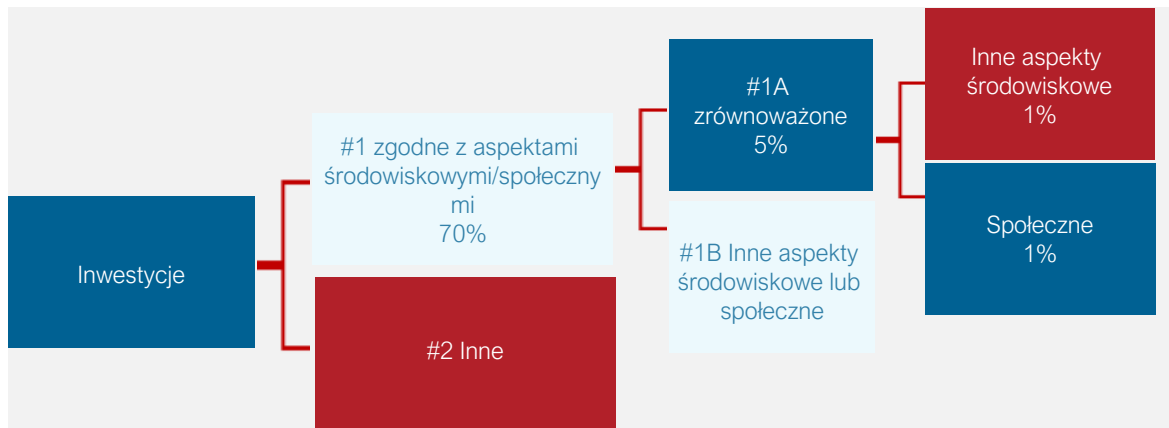 Inwestycje
#1 zgodne z aspektami
środowiskowymi/społeczny
mi
70%
#2 Inne
#1A
zrównoważone
5%
#1B Inne aspekty
środowiskowe lub
społeczne
Inne aspekty
środowiskowe
1%
Społeczne
1%